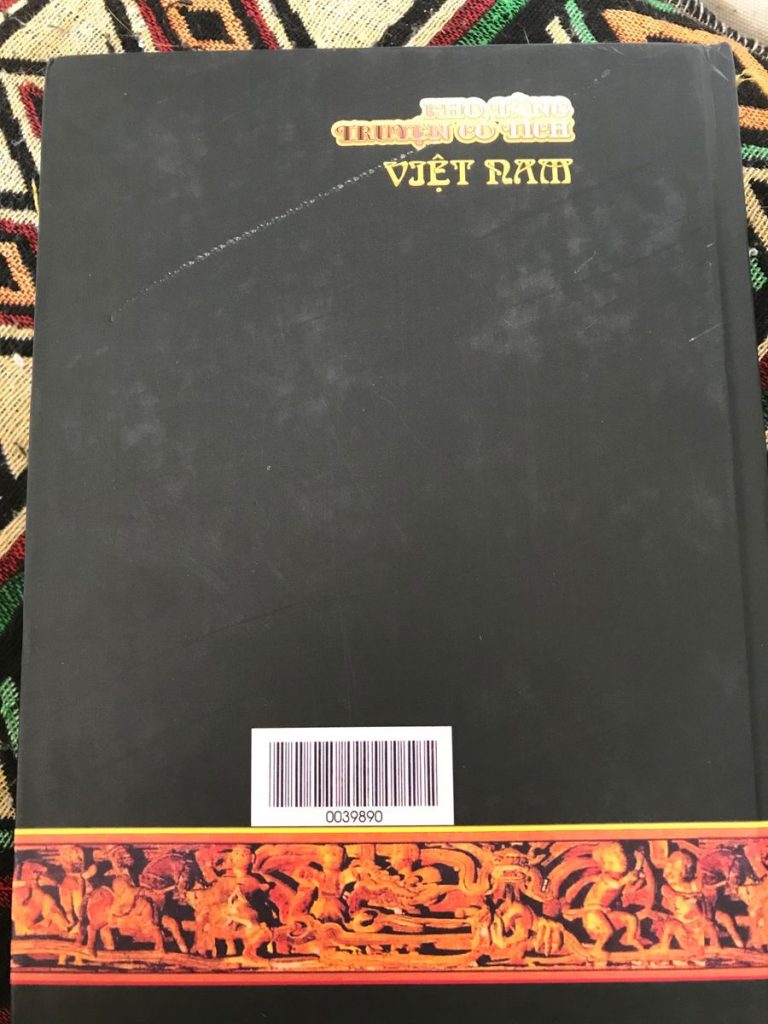 KHO TÀNG
TRUYỆN CỔ TÍCH
VIỆT NAM
0039890